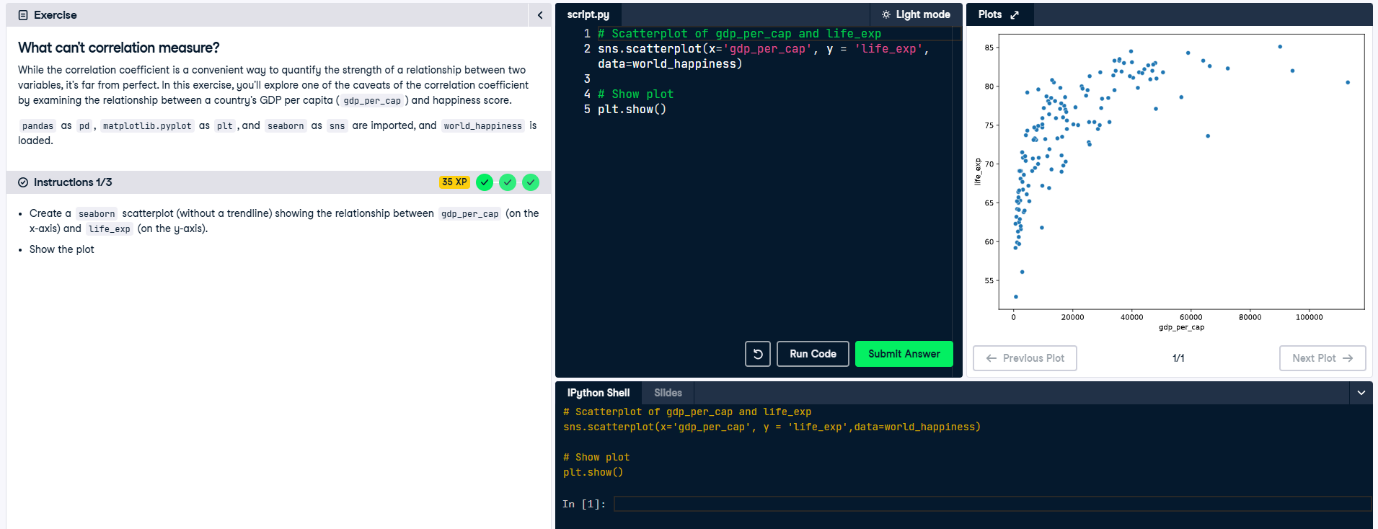 Exercise
What can't correlation measure?
While the correlation coefficient is a convenient way to quantify the strength of a relationship between two
variables, it's far from perfect. In this exercise, you'll explore one of the caveats of the correlation coefficient
by examining the relationship between a country's GDP per capita ( gdp_per_cap ) and happiness score.
pandas as pd , matplotlib.pyplot as plt , and seaborn as sns are imported, and world_happiness is
loaded.
Instructions 1/3
35 XP
• Create a seaborn scatterplot (without a trendline) showing the relationship between gdp_per_cap (on the
x-axis) and life_exp (on the y-axis).
• Show the plot
script.py
Light mode
1 # Scatterplot of gdp_per_cap and life_exp
2 sns.scatterplot(x='gdp_per_cap', y = 'life_exp',
data=world_happiness)
3
4 # Show plot
5 plt.show()
Run Code
Submit Answer
Plots
85
80
75
70
65
60
55
life_exp
0 20000 40000 60000 80000 100000
gdp_per_cap
Previous Plot
1/1
Next Plot
IPython Shell
Slides
# Scatterplot of gdp_per_cap and life_exp
sns.scatterplot(x='gdp_per_cap', y = 'life_exp',data=world_happiness)
# Show plot
plt.show()
In [1]: